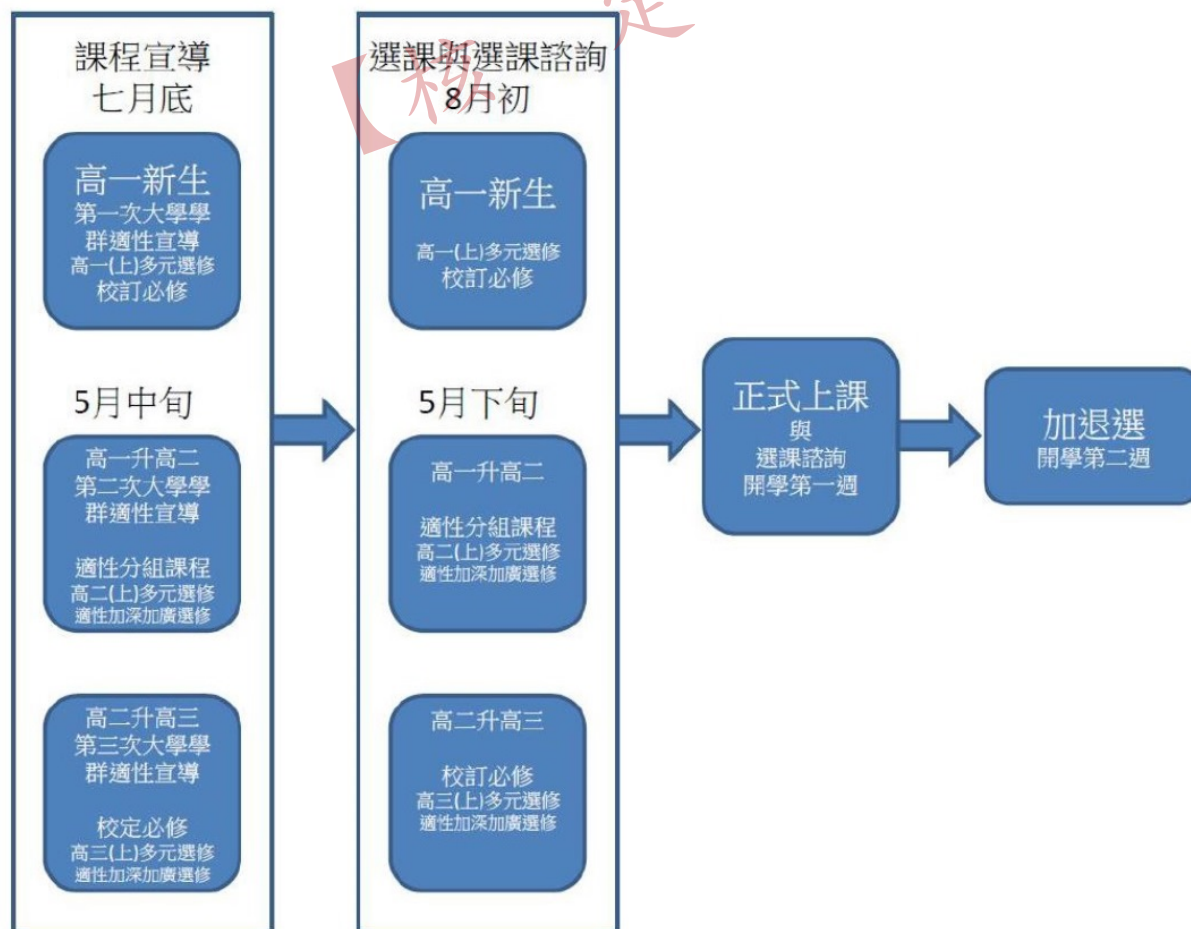 課程宣導
七月底
高一新生
第一次大學學
群適性宣導
高一(上)多元選修
校訂必修
5月中旬
高一升高二
第二次大學學
群適性宣導
適性分組課程
高二(上)多元選修
適性加深加廣選修
高二升高三
第三次大學學
群適性宣導
校定必修
高三(上)多元選修
適性加深加廣選修
選課與選課諮詢
8月初
高一新生
高一(上)多元選修
校訂必修
5月下旬
高一升高二
適性分組課程
高二(上)多元選修
適性加深加廣選修
高二升高三
校訂必修
高三(上)多元選修
適性加深加廣選修
正式上課
與
選課諮詢
開學第一週
加退選
開學第二週
【核定